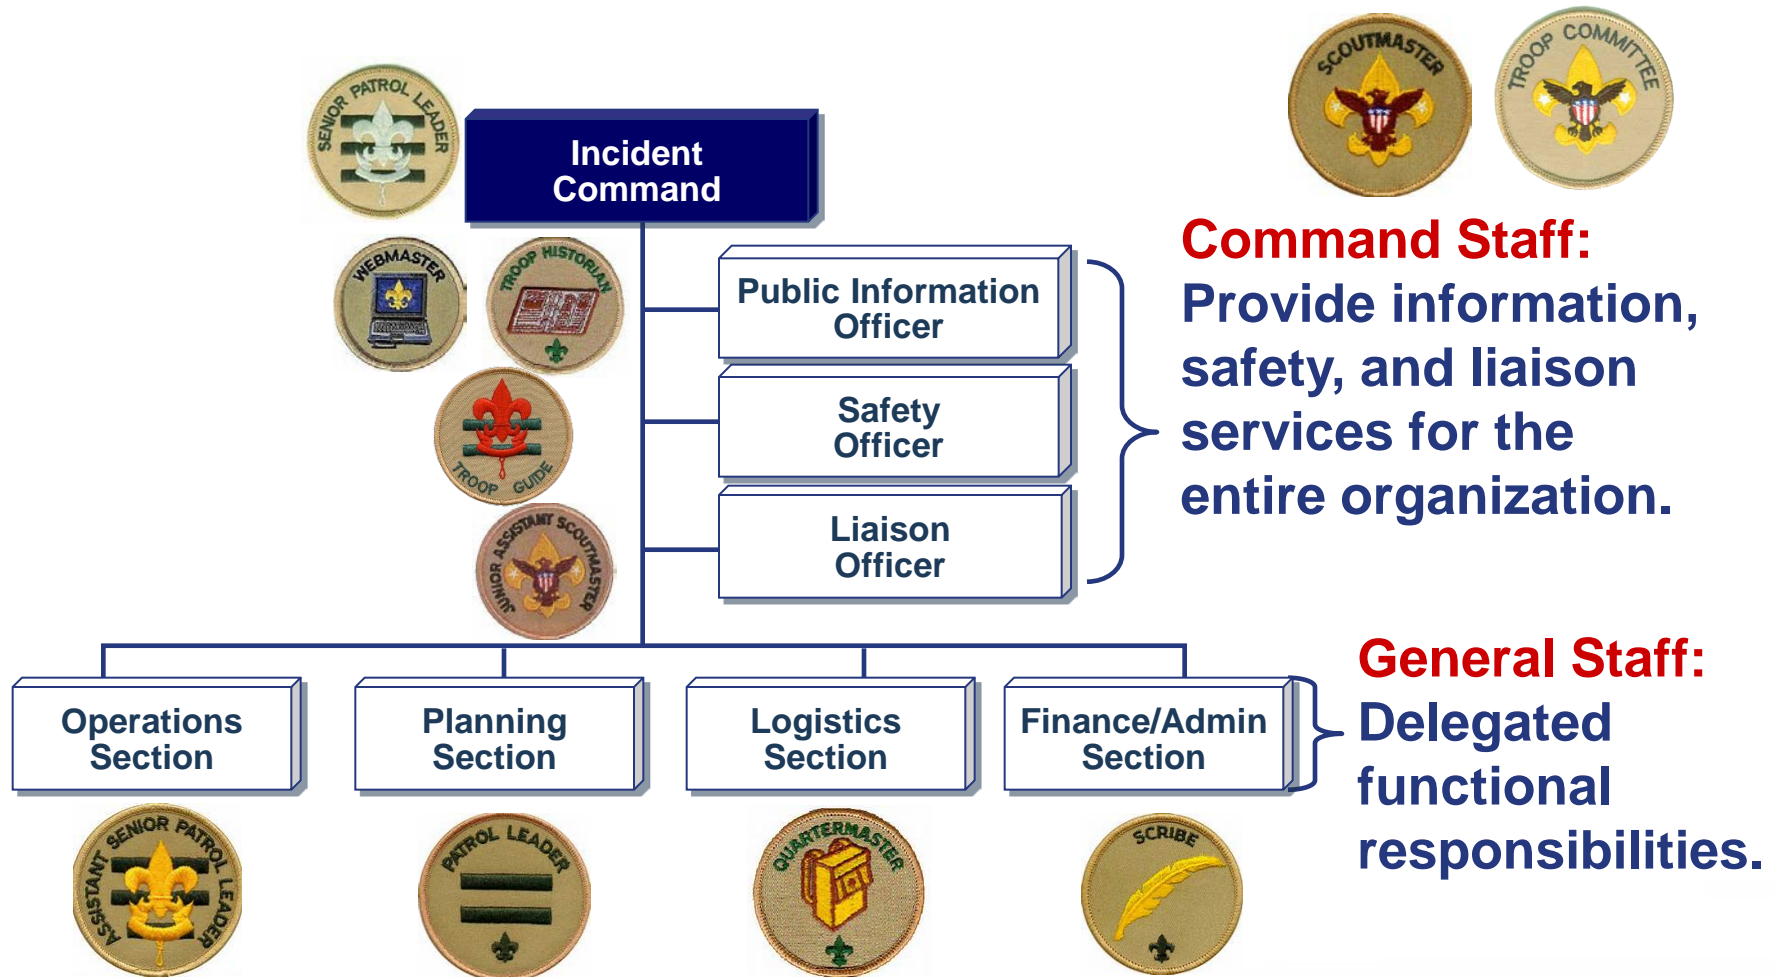 SCOUTMASTER
TROOP COMMITTEE
SENIOR PATROL LEADER
Incident
Command
WEBMASTER
TROOP HISTORIAN
Public Information
Officer
Command Staff:
Provide information,
safety, and liaison
services for the
entire organization.
TROOP GUIDE
Safety
Officer
JUNIOR ASSISTANT SCOUTMASTER
Liaison
Officer
Operations
Section
Planning
Section
Logistics
Section
Finance/Admin
Section
General Staff:
Delegated
functional
responsibilities.
ASSISTANT SENIOR PATROL LEADER
PATROL LEADER
QUARTERMASTER
SCRIBE